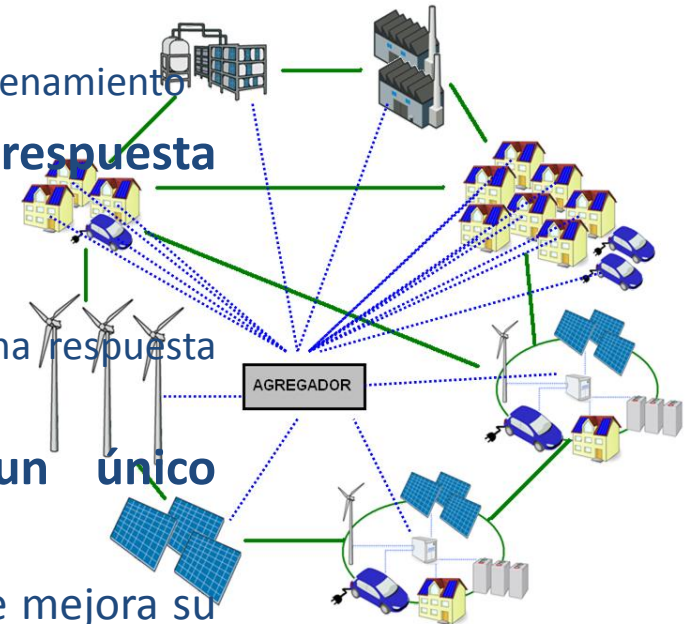 enamiento
respuesta
na respuesta
AGREGADOR
un único
e mejora su